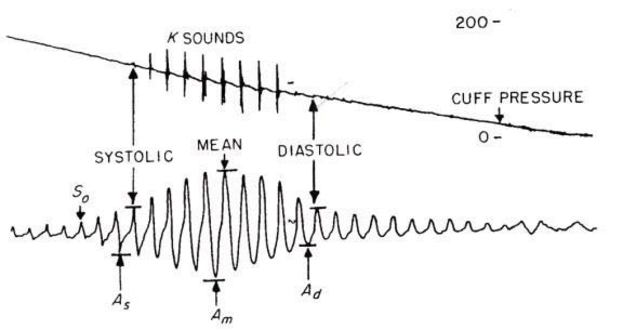 200-
K SOUNDS
CUFF PRESSURE
0-
MEAN
SYSTOLIC
DIASTOLIC
So
As
Am
Ad